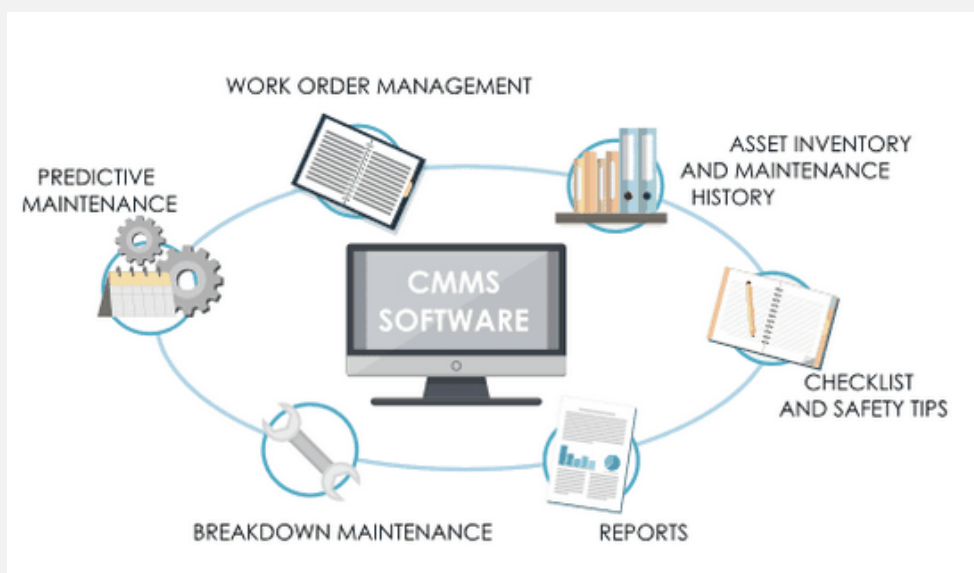 WORK ORDER MANAGEMENT
ASSET INVENTORY
AND MAINTENANCE
HISTORY
PREDICTIVE
MAINTENANCE
CMMS
SOFTWARE
CHECKLIST
AND SAFETY TIPS
BREAKDOWN MAINTENANCE
REPORTS